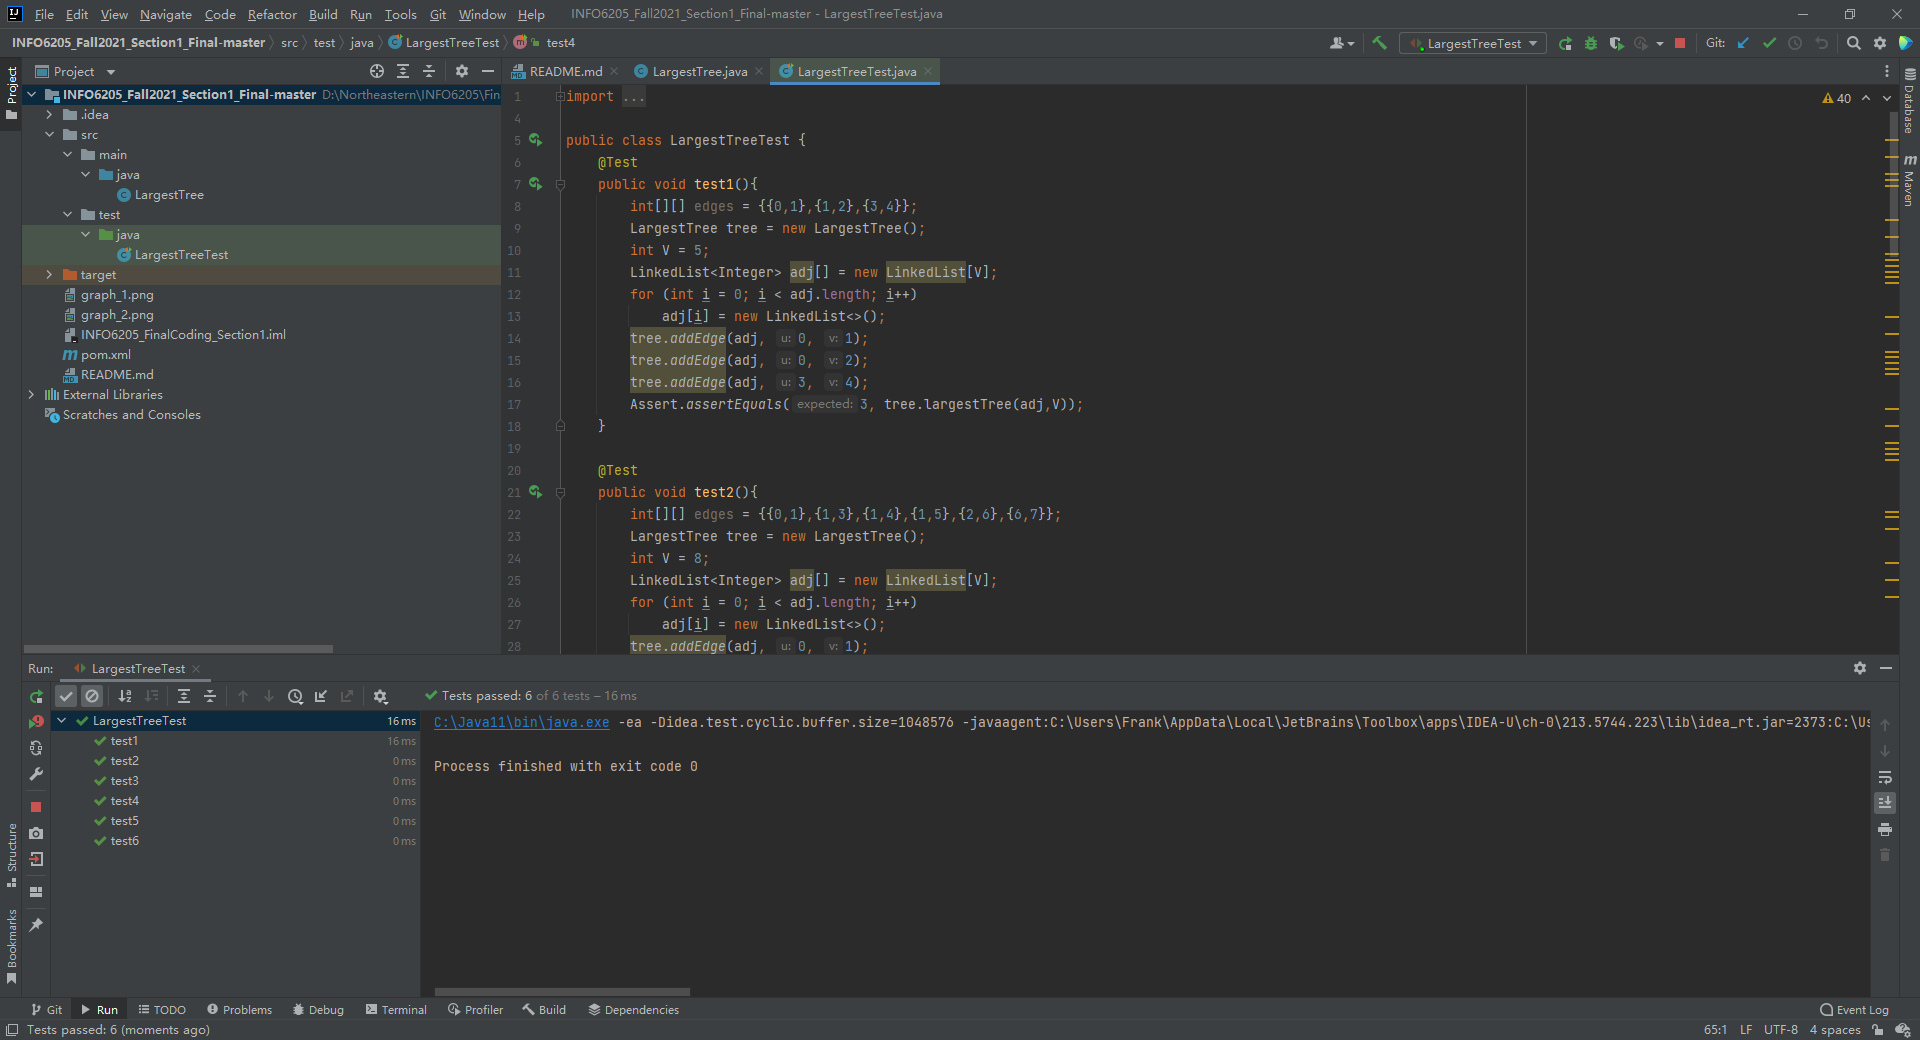 File Edit View Navigate Code Refactor Build Run Tools Git Window Help INFO6205_Fall2021_Section1_Final-master - LargestTreeTest.java
INFO6205_Fall2021_Section1_Final-master src test java LargestTreeTest test4 LargestTreeTest Git:
Project
README.md LargestTree.java LargestTreeTest.java
INFO6205_Fall2021_Section1_Final-master D:\Northeastern\INFO6205\Fin
.idea
src
main
java
LargestTree
test
java
LargestTreeTest
target
graph_1.png
graph_2.png
INFO6205_FinalCoding_Section1.iml
pom.xml
README.md
External Libraries
Scratches and Consoles
Project
Structure
Bookmarks
40
Database
Maven
1 import ...
4
5 public class LargestTreeTest {
6 @Test
7 public void test1(){
8 int[][] edges = {{0,1},{1,2},{3,4}};
9 LargestTree tree = new LargestTree();
10 int V = 5;
11 LinkedList<Integer> adj[] = new LinkedList[V];
12 for (int i = 0; i < adj.length; i++)
13 adj[i] = new LinkedList<>();
14 tree.addEdge(adj, u: 0, v: 1);
15 tree.addEdge(adj, u: 0, v: 2);
16 tree.addEdge(adj, u: 3, v: 4);
17 Assert.assertEquals( expected: 3, tree.largestTree(adj,V));
18 }
19
20 @Test
21 public void test2(){
22 int[][] edges = {{0,1},{1,3},{1,4},{1,5},{2,6},{6,7}};
23 LargestTree tree = new LargestTree();
24 int V = 8;
25 LinkedList<Integer> adj[] = new LinkedList[V];
26 for (int i = 0; i < adj.length; i++)
27 adj[i] = new LinkedList<>();
28 tree.addEdge(adj, u: 0, v: 1);
Run: LargestTreeTest
Tests passed: 6 of 6 tests – 16 ms
LargestTreeTest 16 ms
test1 16 ms
test2 0 ms
test3 0 ms
test4 0 ms
test5 0 ms
test6 0 ms
C:\Java11\bin\java.exe -ea -Didea.test.cyclic.buffer.size=1048576 -javaagent:C:\Users\Frank\AppData\Local\JetBrains\Toolbox\apps\IDEA-U\ch-0\213.5744.223\lib\idea_rt.jar=2373:C:\Us
Process finished with exit code 0
Git Run TODO Problems Debug Terminal Profiler Build Dependencies Event Log
Tests passed: 6 (moments ago) 65:1 LF UTF-8 4 spaces